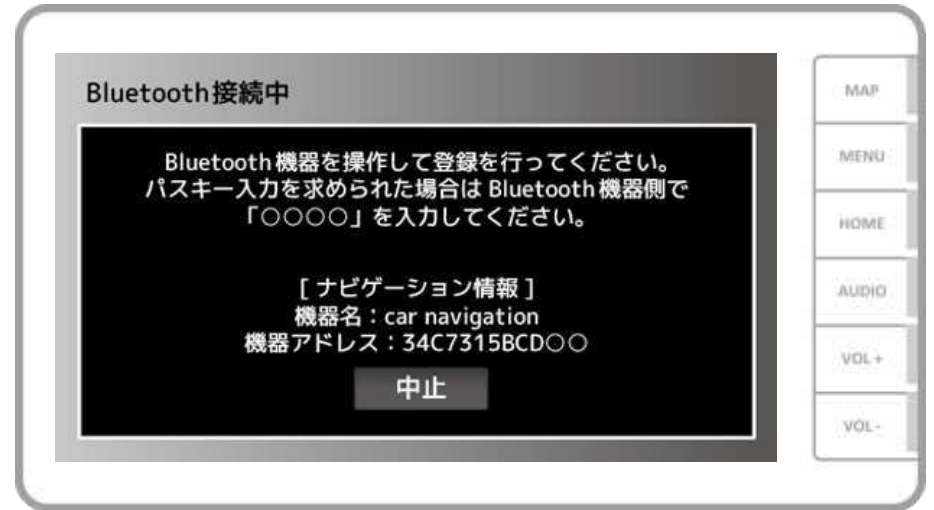 Bluetooth接続中
Bluetooth機器を操作して登録を行ってください。
パスキー入力を求められた場合は Bluetooth機器側で
「○○○○」を入力してください。
[ ナビゲーション情報 ]
機器名：car navigation
機器アドレス：34C7315BCD○○
中止
MAP
MENU
HOME
AUDIO
VOL +
VOL -